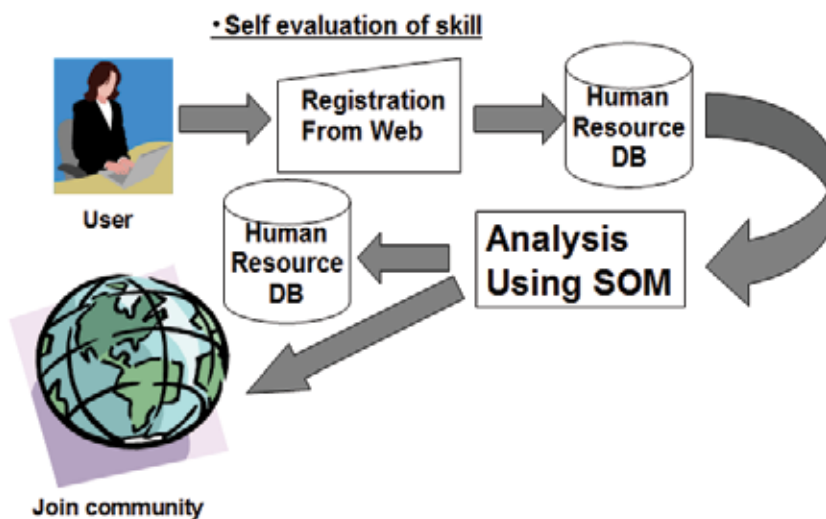 ・Self evaluation of skill
Registration
From Web
Human
Resource
DB
User
Human
Resource
DB
Analysis
Using SOM
Join community